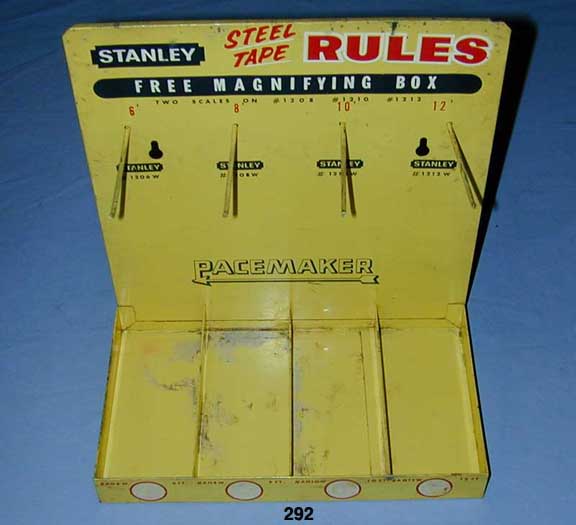 STANLEY
STEEL TAPE RULES
FREE MAGNIFYING BOX
TWO SCALES ON #1208 #1210 #1212
6' 8' 10' 12'
STANLEY STANLEY STANLEY STANLEY
#1212W
PACEMAKER
292